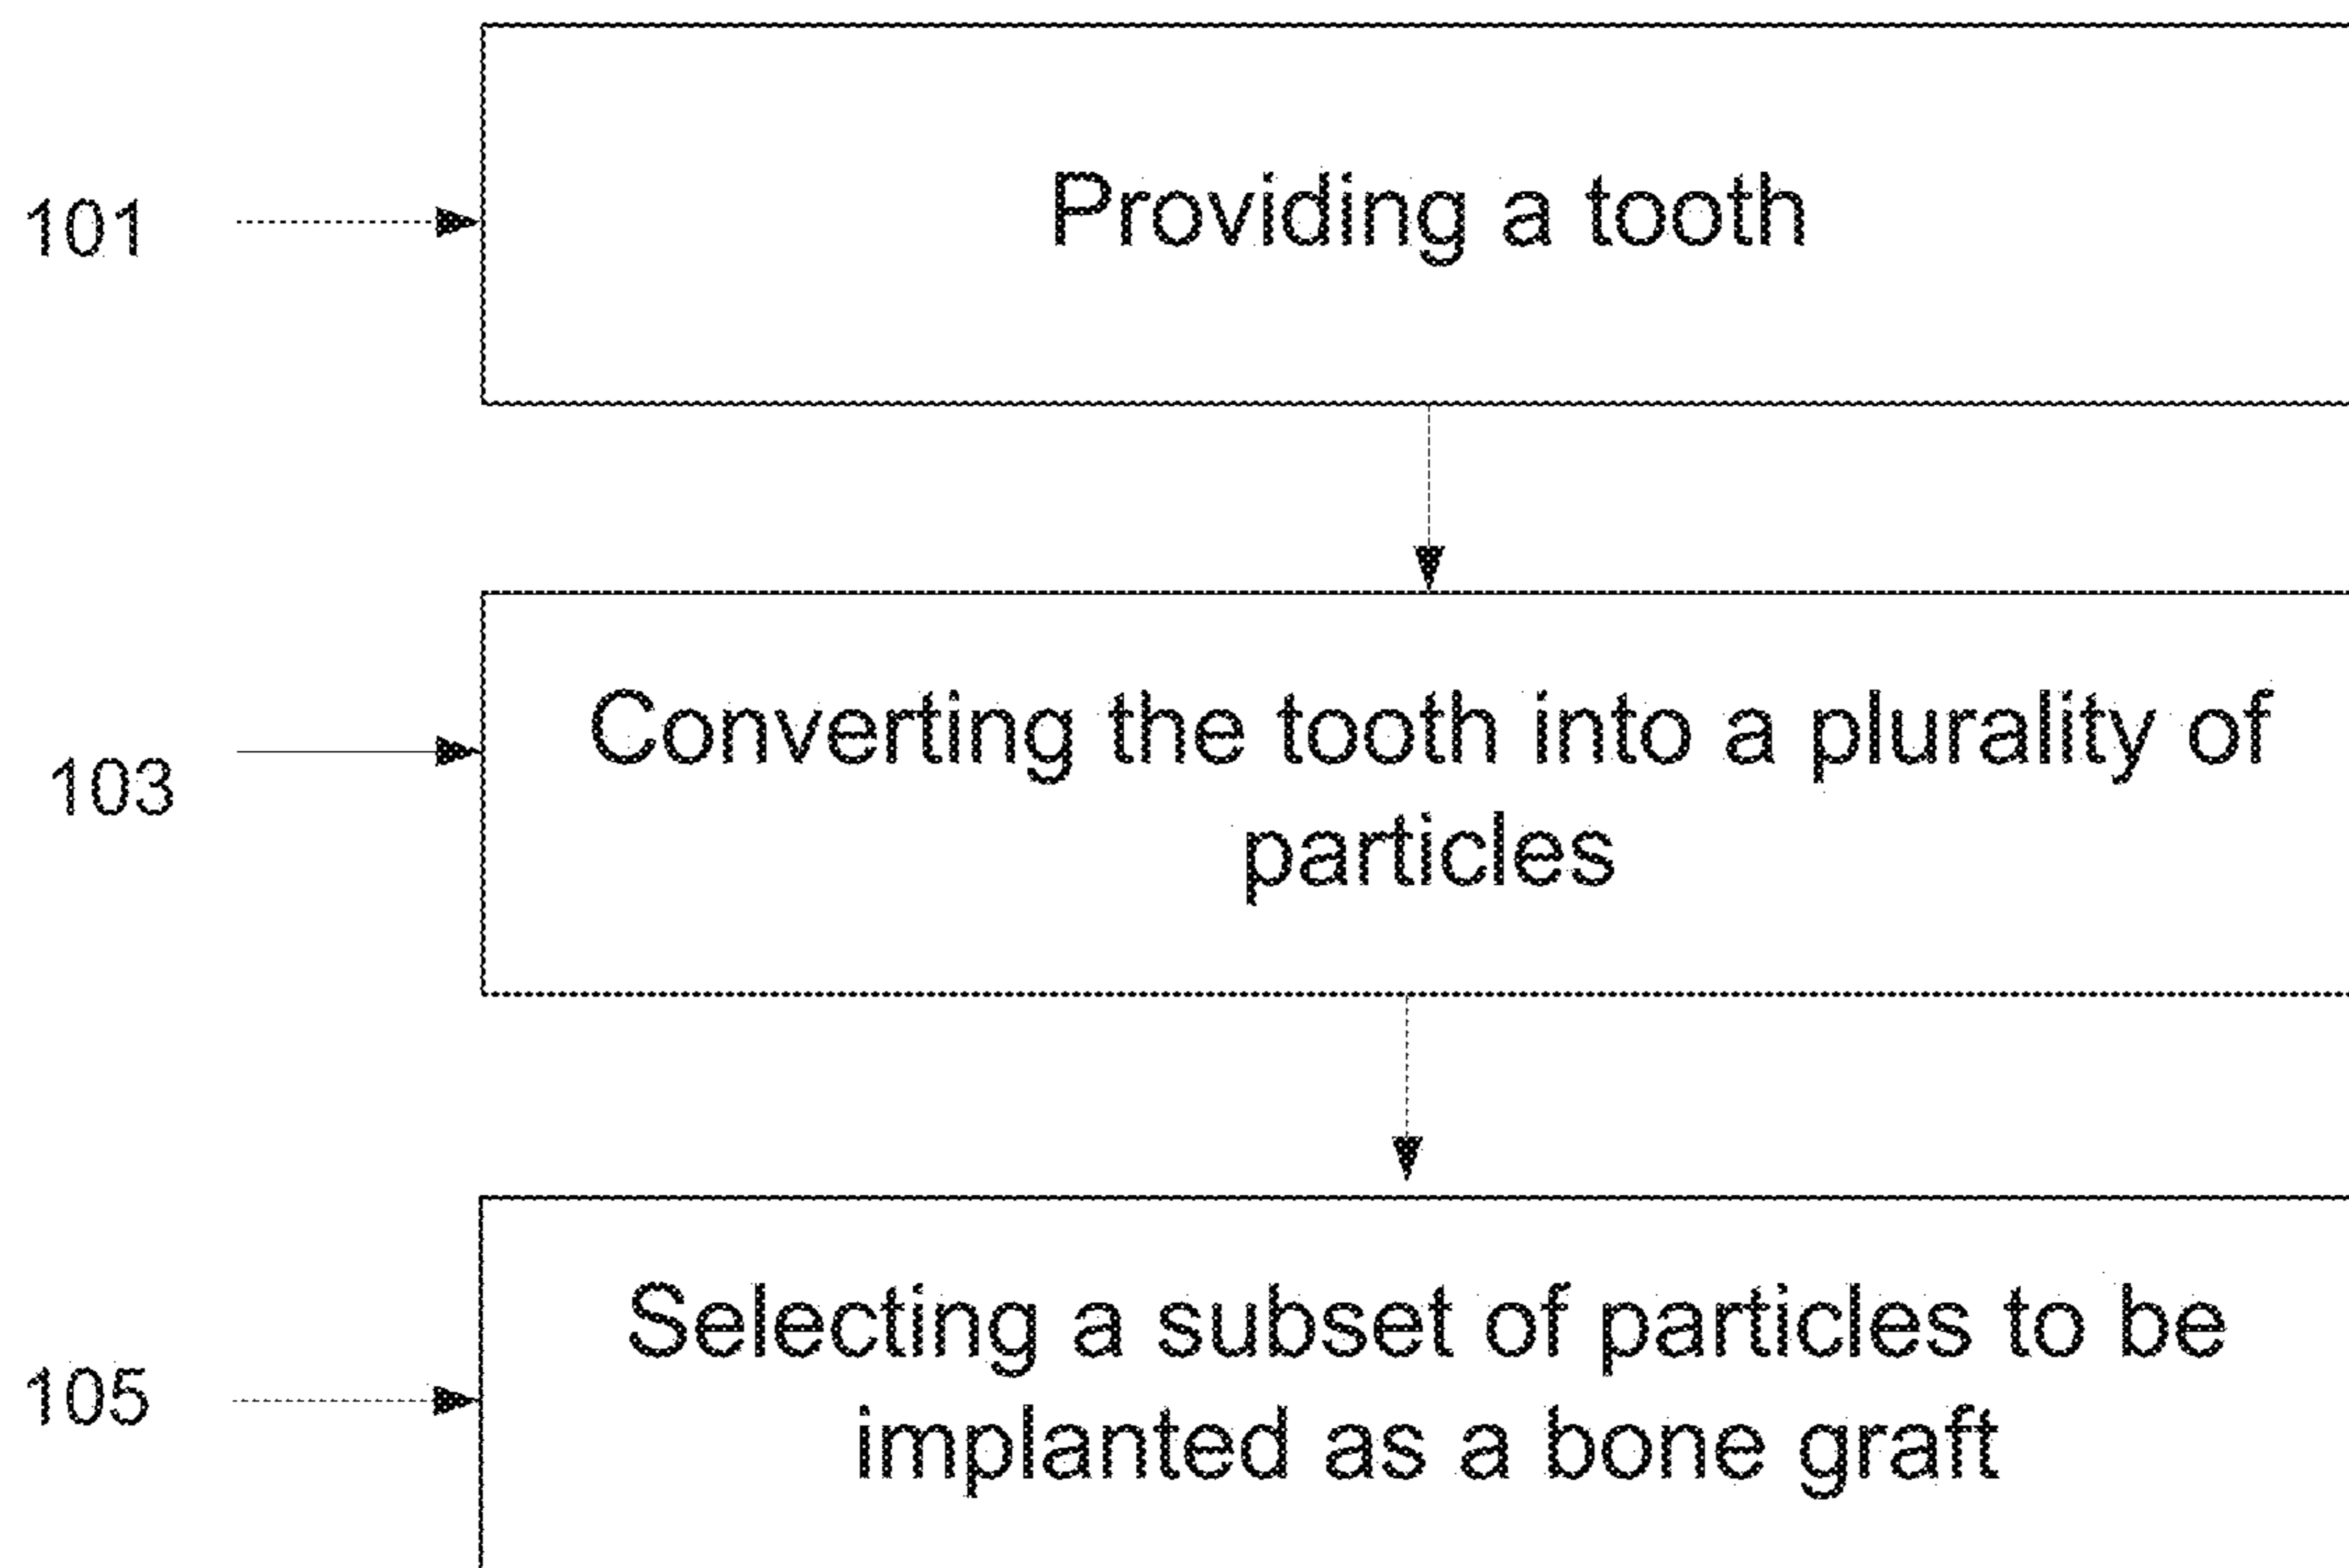 101
Providing a tooth
103
Converting the tooth into a plurality of
particles
105
Selecting a subset of particles to be
implanted as a bone graft